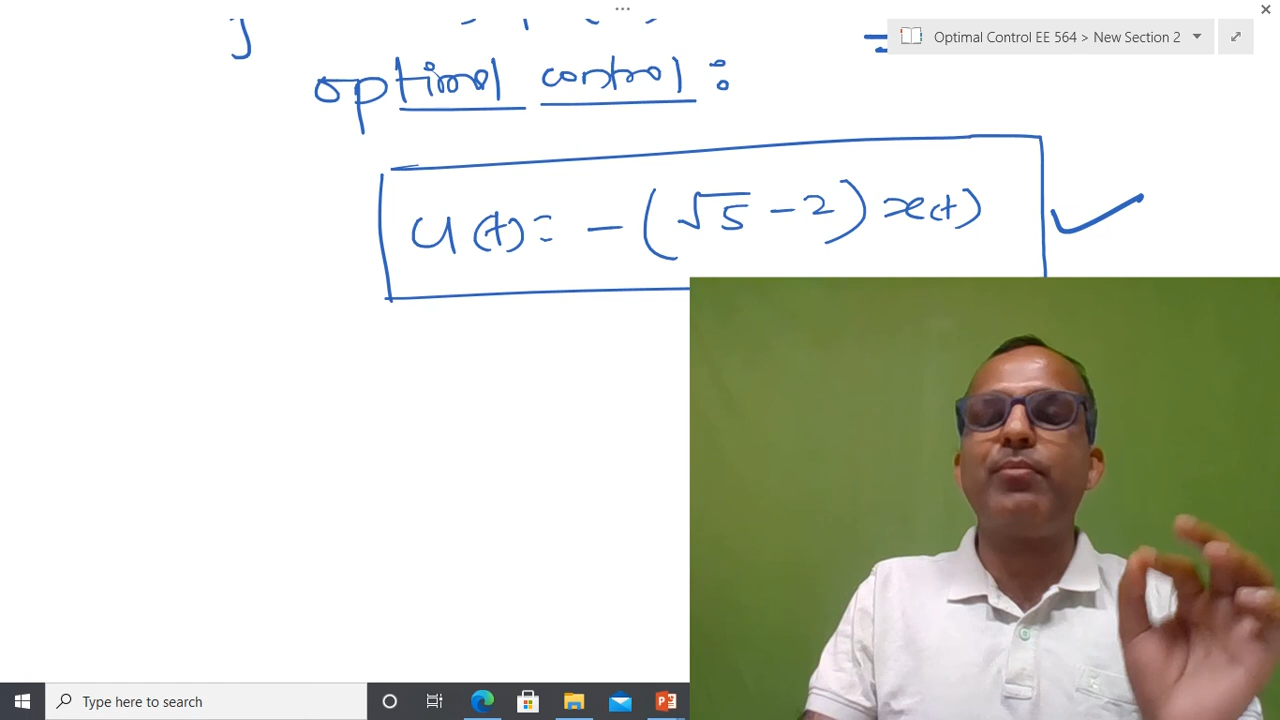 Optimal Control EE 564 > New Section 2
optimal control:
u(t) = -(√5 - 2) x(t)
Type here to search